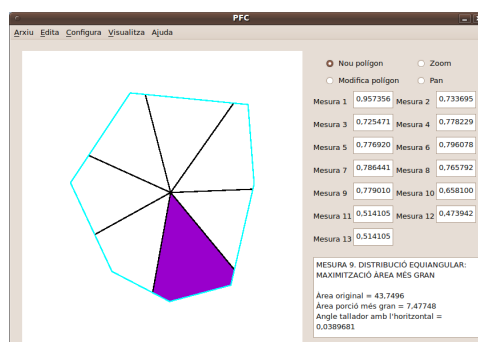 PFC
Arxiu Edita Configura Visualitza Ajuda
Nou polígon Zoom
Modifica polígon Pan
Mesura 1 0,957356 Mesura 2 0,733695
Mesura 3 0,725471 Mesura 4 0,778229
Mesura 5 0,776920 Mesura 6 0,796078
Mesura 7 0,786441 Mesura 8 0,765792
Mesura 9 0,779010 Mesura 10 0,658100
Mesura 11 0,514105 Mesura 12 0,473942
Mesura 13 0,514105
MESURA 9. DISTRIBUCIÓ EQUIANGULAR:
MAXIMITZACIÓ ÀREA MÉS GRAN
Àrea original = 43,7496
Àrea porció més gran = 7,47748
Angle tallador amb l'horitzontal =
0,0389681